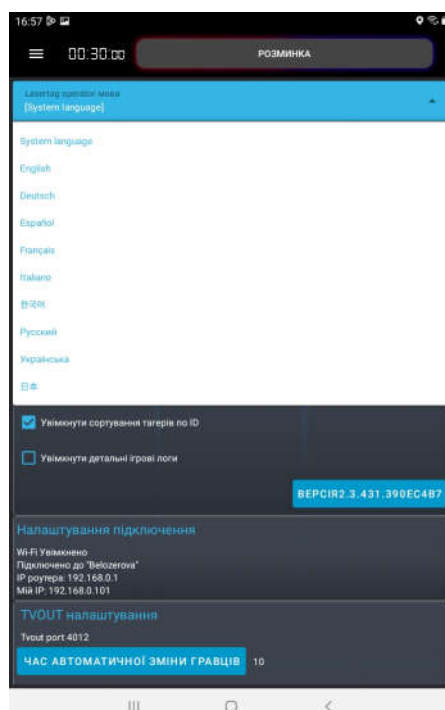 16:57
00:30:00
РОЗМИНКА
Lasertag operator мова
[System language]
System language
English
Deutsch
Español
Français
Italiano
한국어
Русский
Українська
日本
Увімкнути сортування тагерів по ID
Увімкнути детальні ігрові логи
ВЕРСІЯ2.3.431.390EC4B7
Налаштування підключення
Wi-Fi Увімкнено
Підключено до "Belozerova"
IP роутера: 192.168.0.1
Мій IP: 192.168.0.101
TVOUT налаштування
Tvout port 4012
ЧАС АВТОМАТИЧНОЇ ЗМІНИ ГРАВЦІВ 10